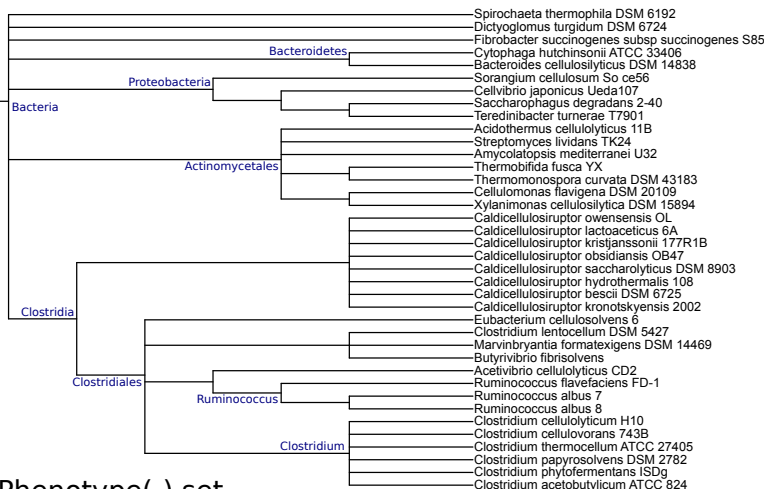 Spirochaeta thermophila DSM 6192
Dictyoglomus turgidum DSM 6724
Fibrobacter succinogenes subsp succinogenes S85
Bacteroidetes
Cytophaga hutchinsonii ATCC 33406
Bacteroides cellulosilyticus DSM 14838
Proteobacteria
Sorangium cellulosum So ce56
Cellvibrio japonicus Ueda107
Bacteria
Saccharophagus degradans 2-40
Teredinibacter turnerae T7901
Acidothermus cellulolyticus 11B
Streptomyces lividans TK24
Amycolatopsis mediterranei U32
Actinomycetales
Thermobifida fusca YX
Thermomonospora curvata DSM 43183
Cellulomonas flavigena DSM 20109
Xylanimonas cellulosilytica DSM 15894
Caldicellulosiruptor owensensis OL
Caldicellulosiruptor lactoaceticus 6A
Caldicellulosiruptor kristjanssonii 177R1B
Caldicellulosiruptor obsidiansis OB47
Caldicellulosiruptor saccharolyticus DSM 8903
Caldicellulosiruptor hydrothermalis 108
Caldicellulosiruptor bescii DSM 6725
Caldicellulosiruptor kronotskyensis 2002
Clostridia
Eubacterium cellulosolvens 6
Clostridium lentocellum DSM 5427
Marvinbryantia formatexigens DSM 14469
Butyrivibrio fibrisolvens
Acetivibrio cellulolyticus CD2
Clostridiales
Ruminococcus flavefaciens FD-1
Ruminococcus albus 7
Ruminococcus
Ruminococcus albus 8
Clostridium cellulolyticum H10
Clostridium cellulovorans 743B
Clostridium
Clostridium thermocellum ATCC 27405
Clostridium papyrosolvens DSM 2782
Clostridium phytofermentans ISDg
Clostridium acetobutylicum ATCC 824
Phenotype(-) set